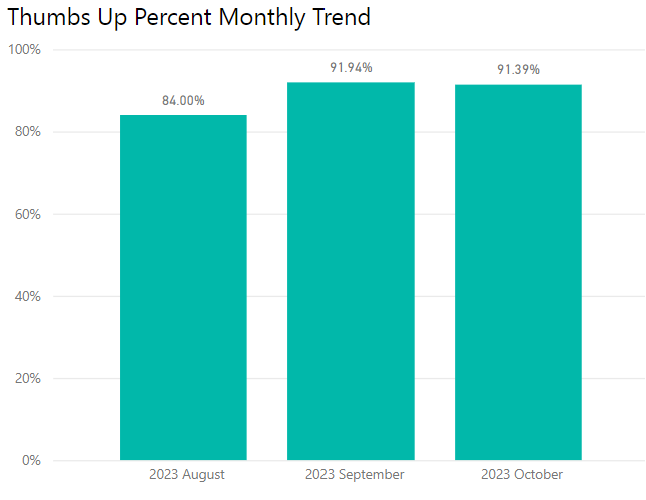 Thumbs Up Percent Monthly Trend
100%
80%
60%
40%
20%
0%
84.00%
91.94%
91.39%
2023 August
2023 September
2023 October